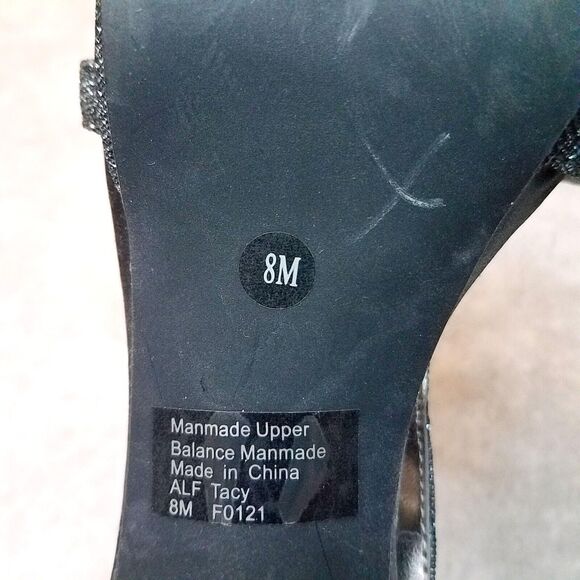 8M
Manmade Upper
Balance Manmade
Made in China
ALF Tacy
8M F0121